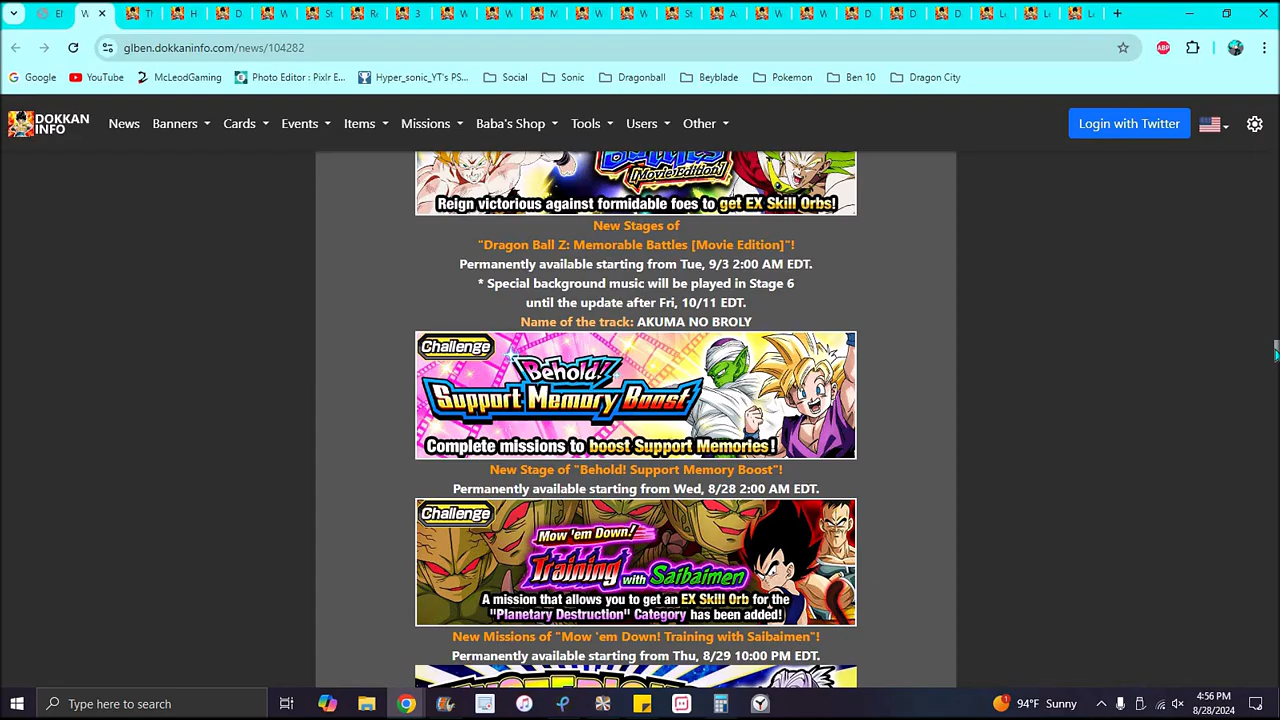 glben.dokkaninfo.com/news/104282
ABP
Google
YouTube
McLeodGaming
Photo Editor : Pixlr E...
Hyper_sonic_YT's PS...
Social
Sonic
Dragonball
Beyblade
Pokemon
Ben 10
Dragon City
DOKKAN
INFO
News
Banners
Cards
Events
Items
Missions
Baba's Shop
Tools
Users
Other
Login with Twitter
Battles
[Movie Edition]
Reign victorious against formidable foes to get EX Skill Orbs!
New Stages of
"Dragon Ball Z: Memorable Battles [Movie Edition]"!
Permanently available starting from Tue, 9/3 2:00 AM EDT.
* Special background music will be played in Stage 6
until the update after Fri, 10/11 EDT.
Name of the track: AKUMA NO BROLY
Challenge
Behold!!
Support Memory Boost
Complete missions to boost Support Memories!
New Stage of "Behold! Support Memory Boost"!
Permanently available starting from Wed, 8/28 2:00 AM EDT.
Challenge
Mow 'em Down!
Training with Saibaimen
A mission that allows you to get an EX Skill Orb for the
"Planetary Destruction" Category has been added!
New Missions of "Mow 'em Down! Training with Saibaimen"!
Permanently available starting from Thu, 8/29 10:00 PM EDT.
Type here to search
94°F Sunny
4:56 PM
8/28/2024